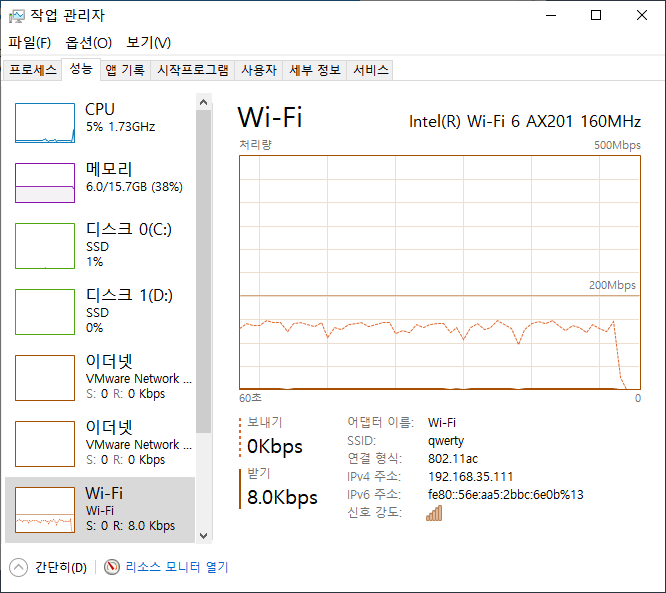 작업 관리자
파일(F) 옵션(O) 보기(V)
프로세스 성능 앱 기록 시작프로그램 사용자 세부 정보 서비스
CPU
5% 1.73GHz
메모리
6.0/15.7GB (38%)
디스크 0(C:)
SSD
1%
디스크 1(D:)
SSD
0%
이더넷
VMware Network ...
S: 0 R: 0 Kbps
이더넷
VMware Network ...
S: 0 R: 0 Kbps
Wi-Fi
Wi-Fi
S: 0 R: 8.0 Kbps
Wi-Fi Intel(R) Wi-Fi 6 AX201 160MHz
처리량 500Mbps
200Mbps
60초 0
보내기
0Kbps
받기
8.0Kbps
어댑터 이름: Wi-Fi
SSID: qwerty
연결 형식: 802.11ac
IPv4 주소: 192.168.35.111
IPv6 주소: fe80::56e:aa5:2bbc:6e0b%13
신호 강도:
간단히(D) 리소스 모니터 열기